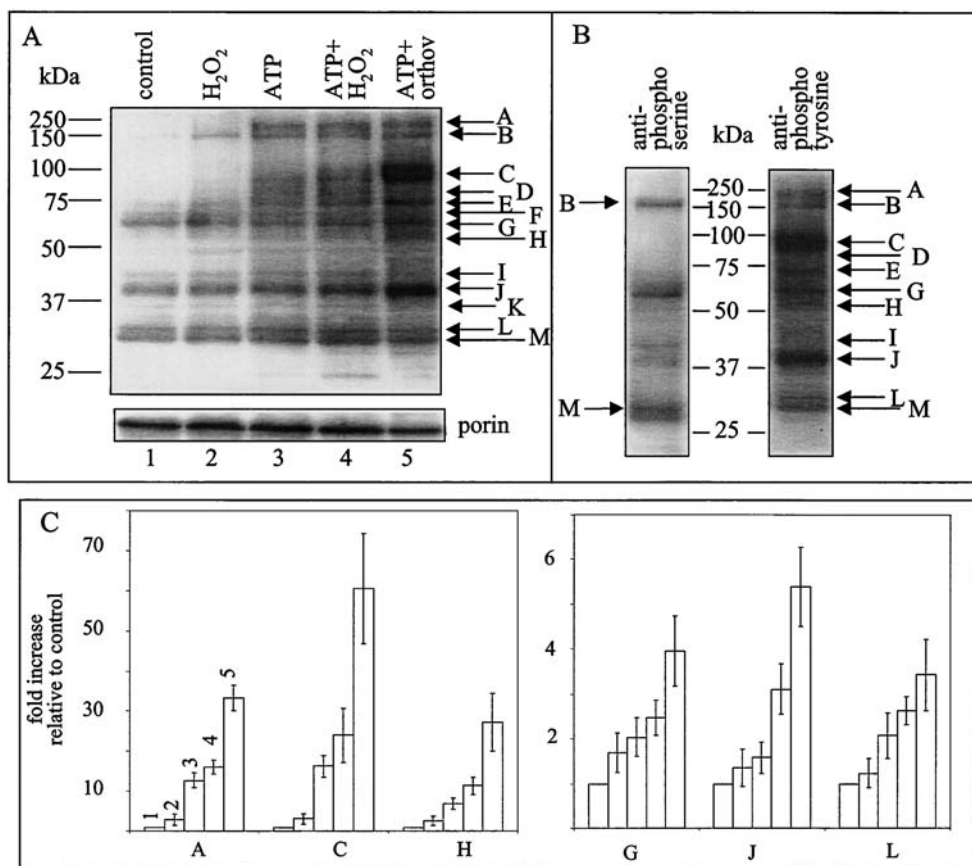 A
kDa
control
H₂O₂
ATP
ATP+
H₂O₂
ATP+
orthov
250
150
100
75
50
37
25
A
B
C
D
E
F
G
H
I
J
K
L
M
porin
1 2 3 4 5
B
anti-
phospho
serine
kDa
anti-
phospho
tyrosine
B
M
250
150
100
75
50
37
25
A
B
C
D
E
G
H
I
J
L
M
C
fold increase
relative to control
70
50
30
10
1 2 3 4 5
A C H
6
4
2
G J L